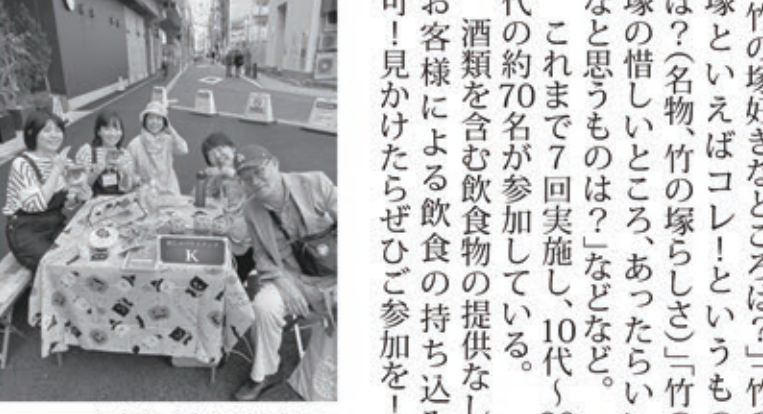 竹の塚好きなところは?」竹の
塚といえばコレ!というもの
は?(名物、竹の塚らしさ)」「竹
塚の惜しいところ、あったらい
なと思うものは?」などなど。
これまで7回実施し、10代〜
代の約70名が参加している。
酒類を含む飲食物の提供なし
お客様による飲食の持ち込み
可!見かけたらぜひご参加を!
K